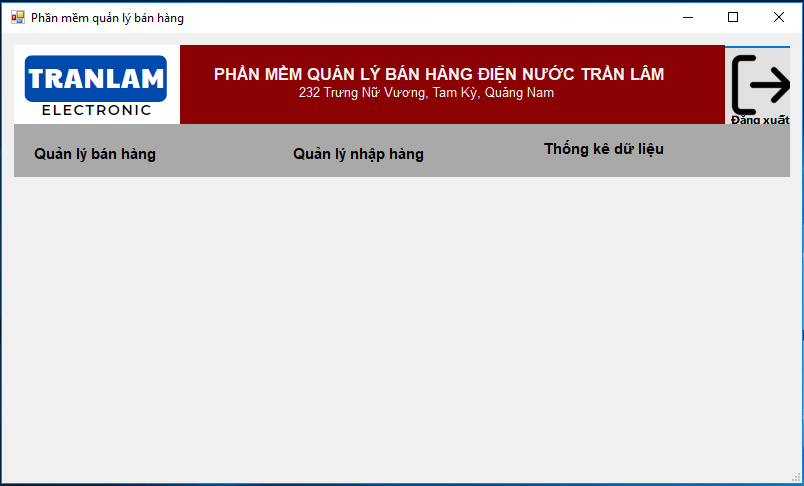 Phần mềm quản lý bán hàng
TRANLAM
ELECTRONIC
PHẦN MỀM QUẢN LÝ BÁN HÀNG ĐIỆN NƯỚC TRẦN LÂM
232 Trưng Nữ Vương, Tam Kỳ, Quảng Nam
Đăng xuất
Quản lý bán hàng
Quản lý nhập hàng
Thống kê dữ liệu